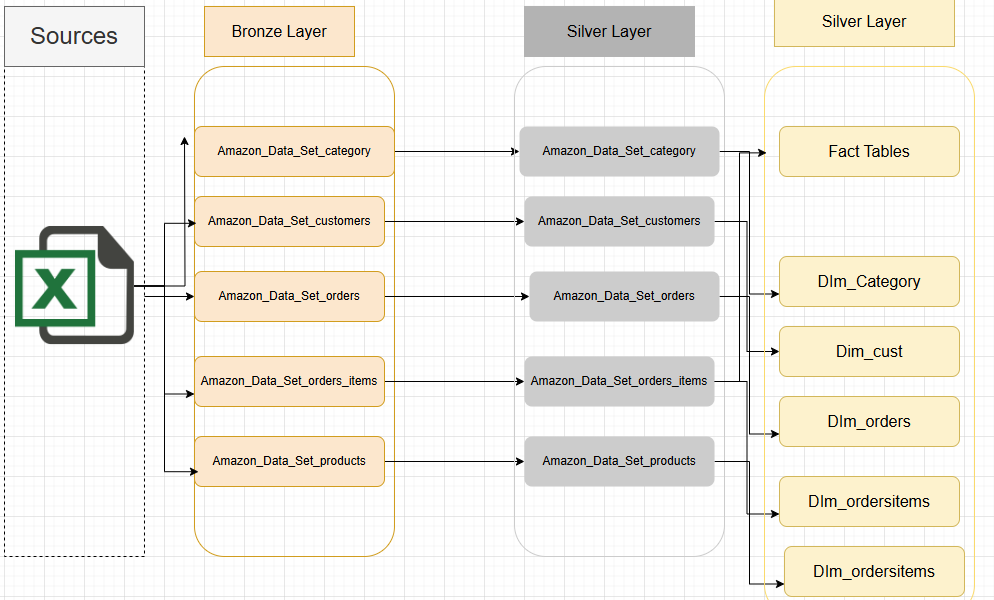 Sources
Bronze Layer
Silver Layer
Silver Layer
Amazon_Data_Set_category
Amazon_Data_Set_category
Fact Tables
Amazon_Data_Set_customers
Amazon_Data_Set_customers
DIm_Category
Amazon_Data_Set_orders
Amazon_Data_Set_orders
Dim_cust
X
Amazon_Data_Set_orders_items
Amazon_Data_Set_orders_items
DIm_orders
Amazon_Data_Set_products
Amazon_Data_Set_products
DIm_ordersitems
DIm_ordersitems